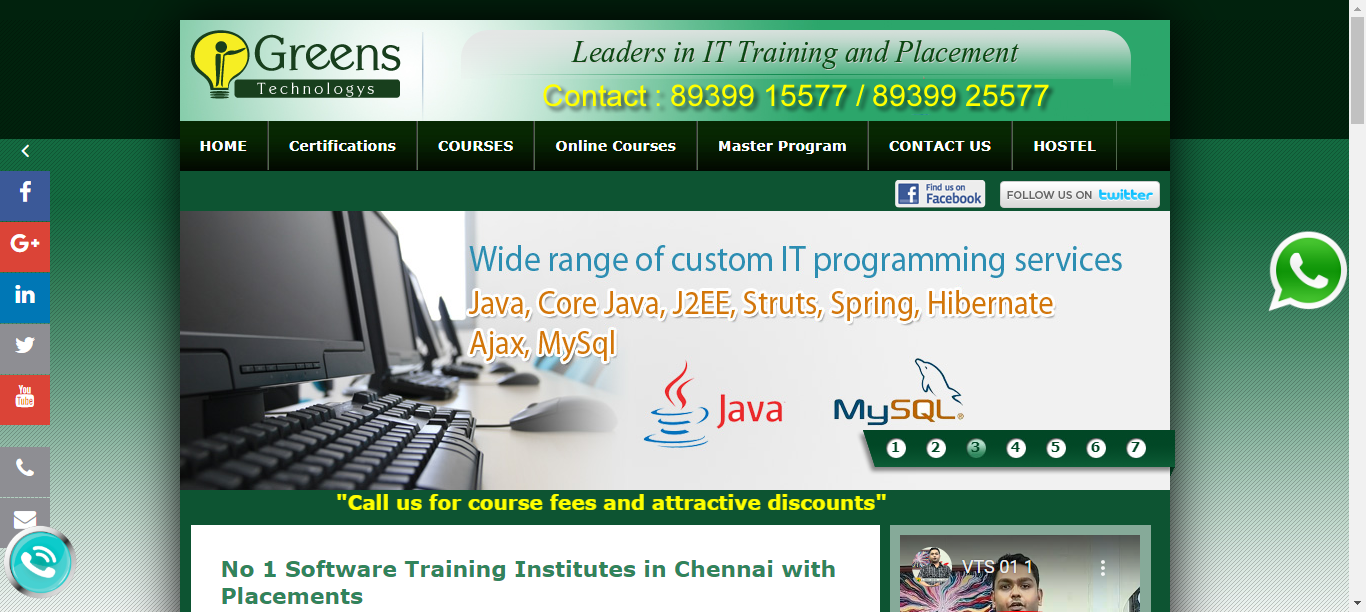 Greens
Technologys
Leaders in IT Training and Placement
Contact : 89399 15577 / 89399 25577
HOME Certifications COURSES Online Courses Master Program CONTACT US HOSTEL
Find us on
Facebook
FOLLOW US ON twitter
f
G+
in
You
Tube
Wide range of custom IT programming services
Java, Core Java, J2EE, Struts, Spring, Hibernate
Ajax, MySql
Java
MySQL®
1 2 3 4 5 6 7
"Call us for course fees and attractive discounts"
No 1 Software Training Institutes in Chennai with
Placements
VTS 01 1